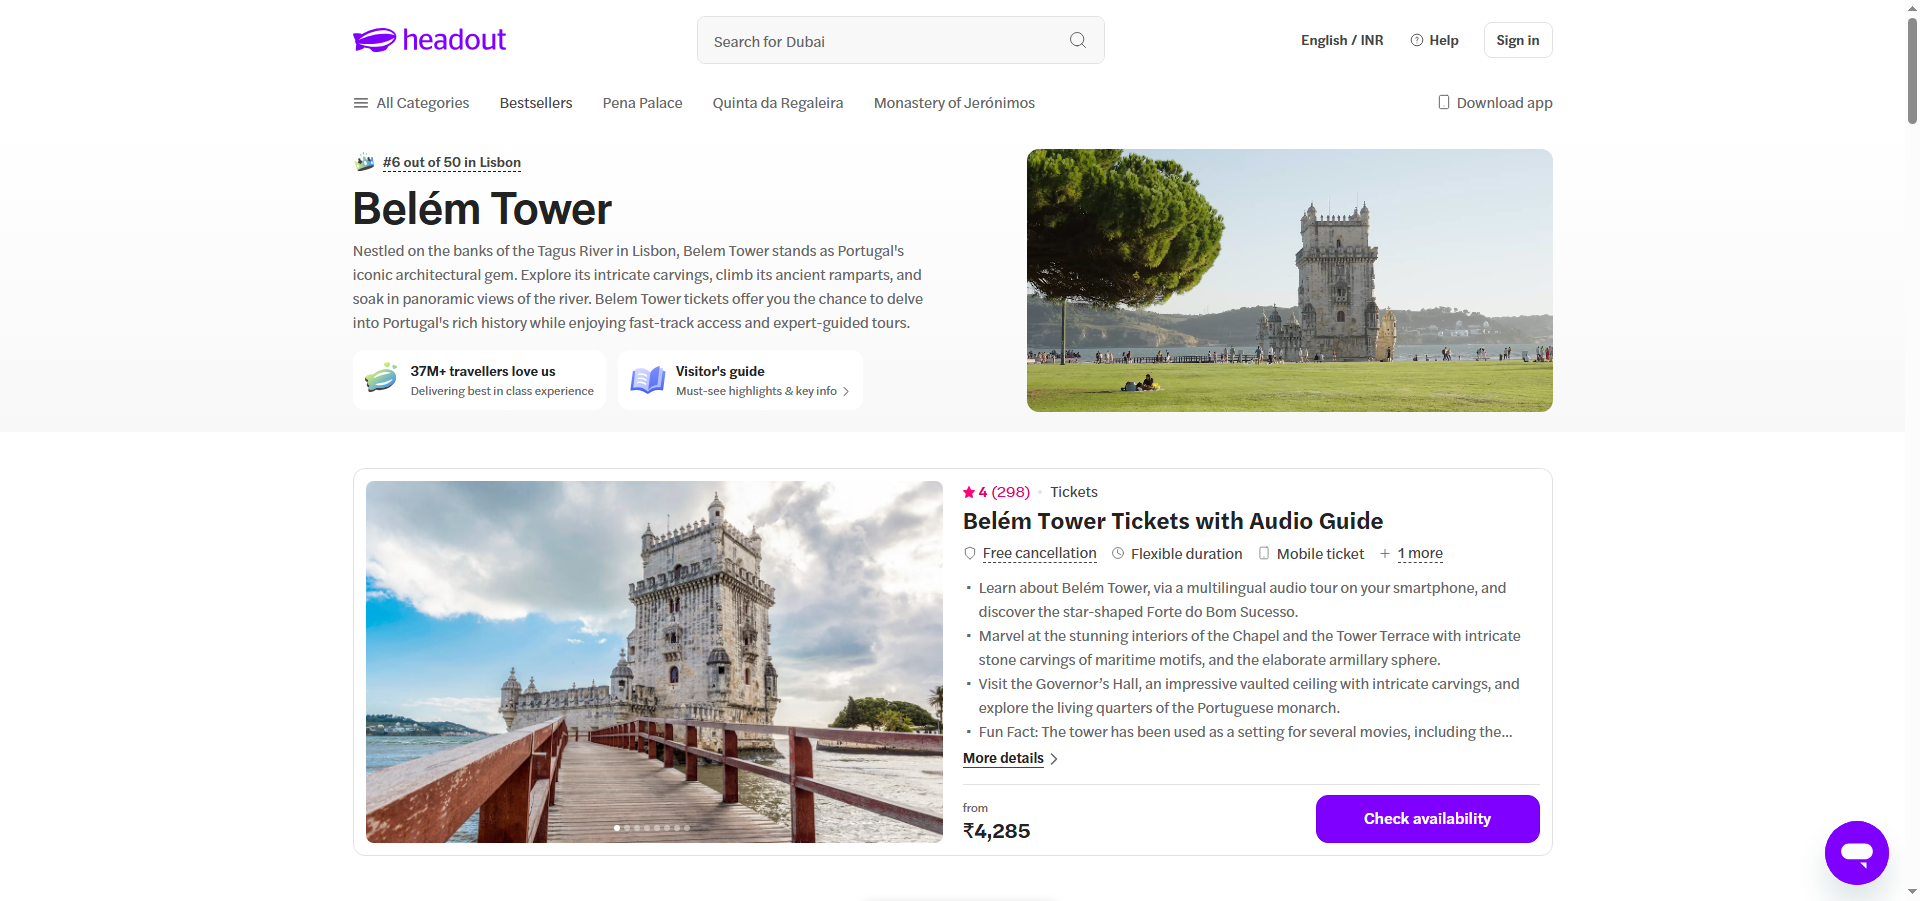 headout
Search for Dubai
English / INR
Help
Sign in
All Categories
Bestsellers
Pena Palace
Quinta da Regaleira
Monastery of Jerónimos
Download app
#6 out of 50 in Lisbon
Belém Tower
Nestled on the banks of the Tagus River in Lisbon, Belem Tower stands as Portugal's
iconic architectural gem. Explore its intricate carvings, climb its ancient ramparts, and
soak in panoramic views of the river. Belem Tower tickets offer you the chance to delve
into Portugal's rich history while enjoying fast-track access and expert-guided tours.
37M+ travellers love us
Delivering best in class experience
Visitor's guide
Must-see highlights & key info
4 (298)
Tickets
Belém Tower Tickets with Audio Guide
Free cancellation
Flexible duration
Mobile ticket
+ 1 more
Learn about Belém Tower, via a multilingual audio tour on your smartphone, and
discover the star-shaped Forte do Bom Sucesso.
Marvel at the stunning interiors of the Chapel and the Tower Terrace with intricate
stone carvings of maritime motifs, and the elaborate armillary sphere.
Visit the Governor’s Hall, an impressive vaulted ceiling with intricate carvings, and
explore the living quarters of the Portuguese monarch.
Fun Fact: The tower has been used as a setting for several movies, including the...
More details
from
₹4,285
Check availability